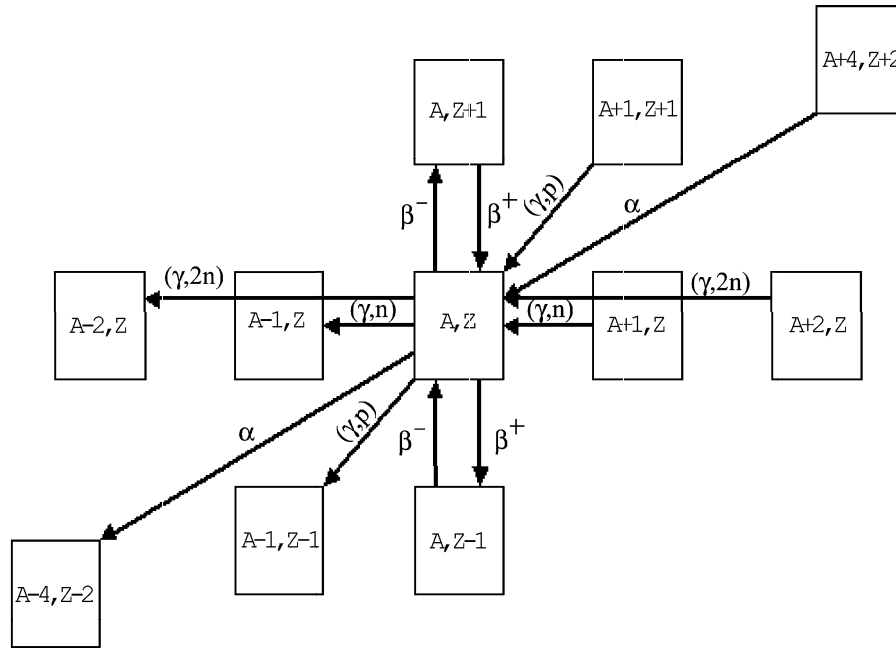 A+4,Z+2
A,Z+1
A+1,Z+1
β⁻
β⁺
(γ,p)
α
(γ,2n)
(γ,2n)
A−2,Z
A−1,Z
(γ,n)
A,Z
(γ,n)
A+1,Z
A+2,Z
α
(γ,p)
β⁻
β⁺
A−1,Z−1
A,Z−1
A−4,Z−2